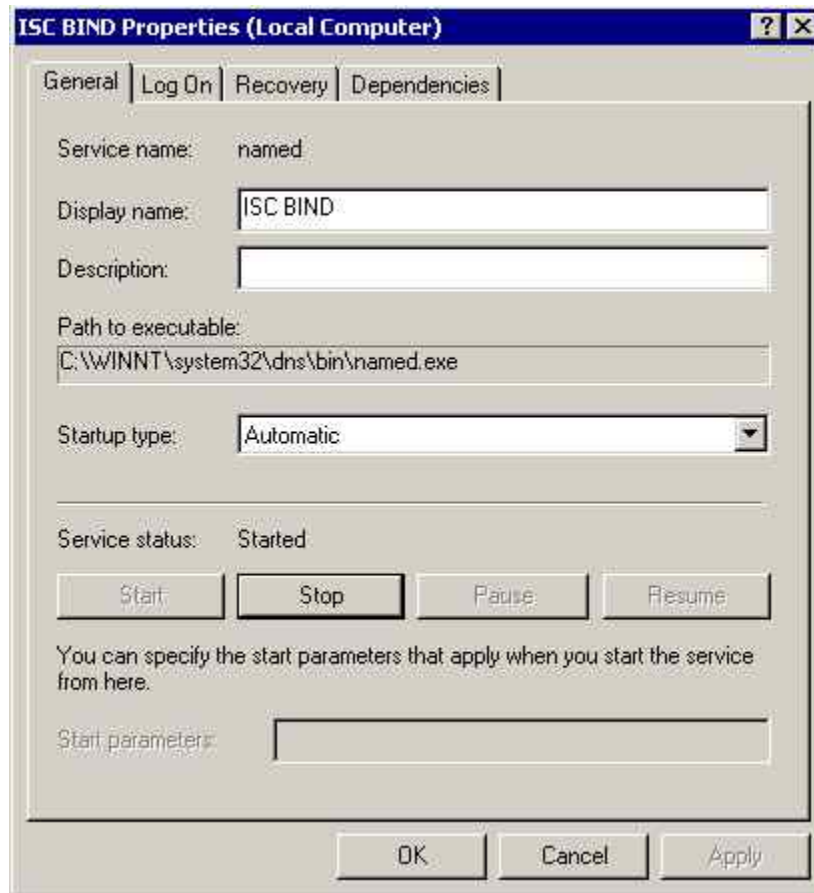 ISC BIND Properties (Local Computer)
General Log On Recovery Dependencies
Service name: named
Display name: ISC BIND
Description:
Path to executable:
C:\WINNT\system32\dns\bin\named.exe
Startup type: Automatic
Service status: Started
Start Stop Pause Resume
You can specify the start parameters that apply when you start the service
from here.
Start parameters:
OK Cancel Apply